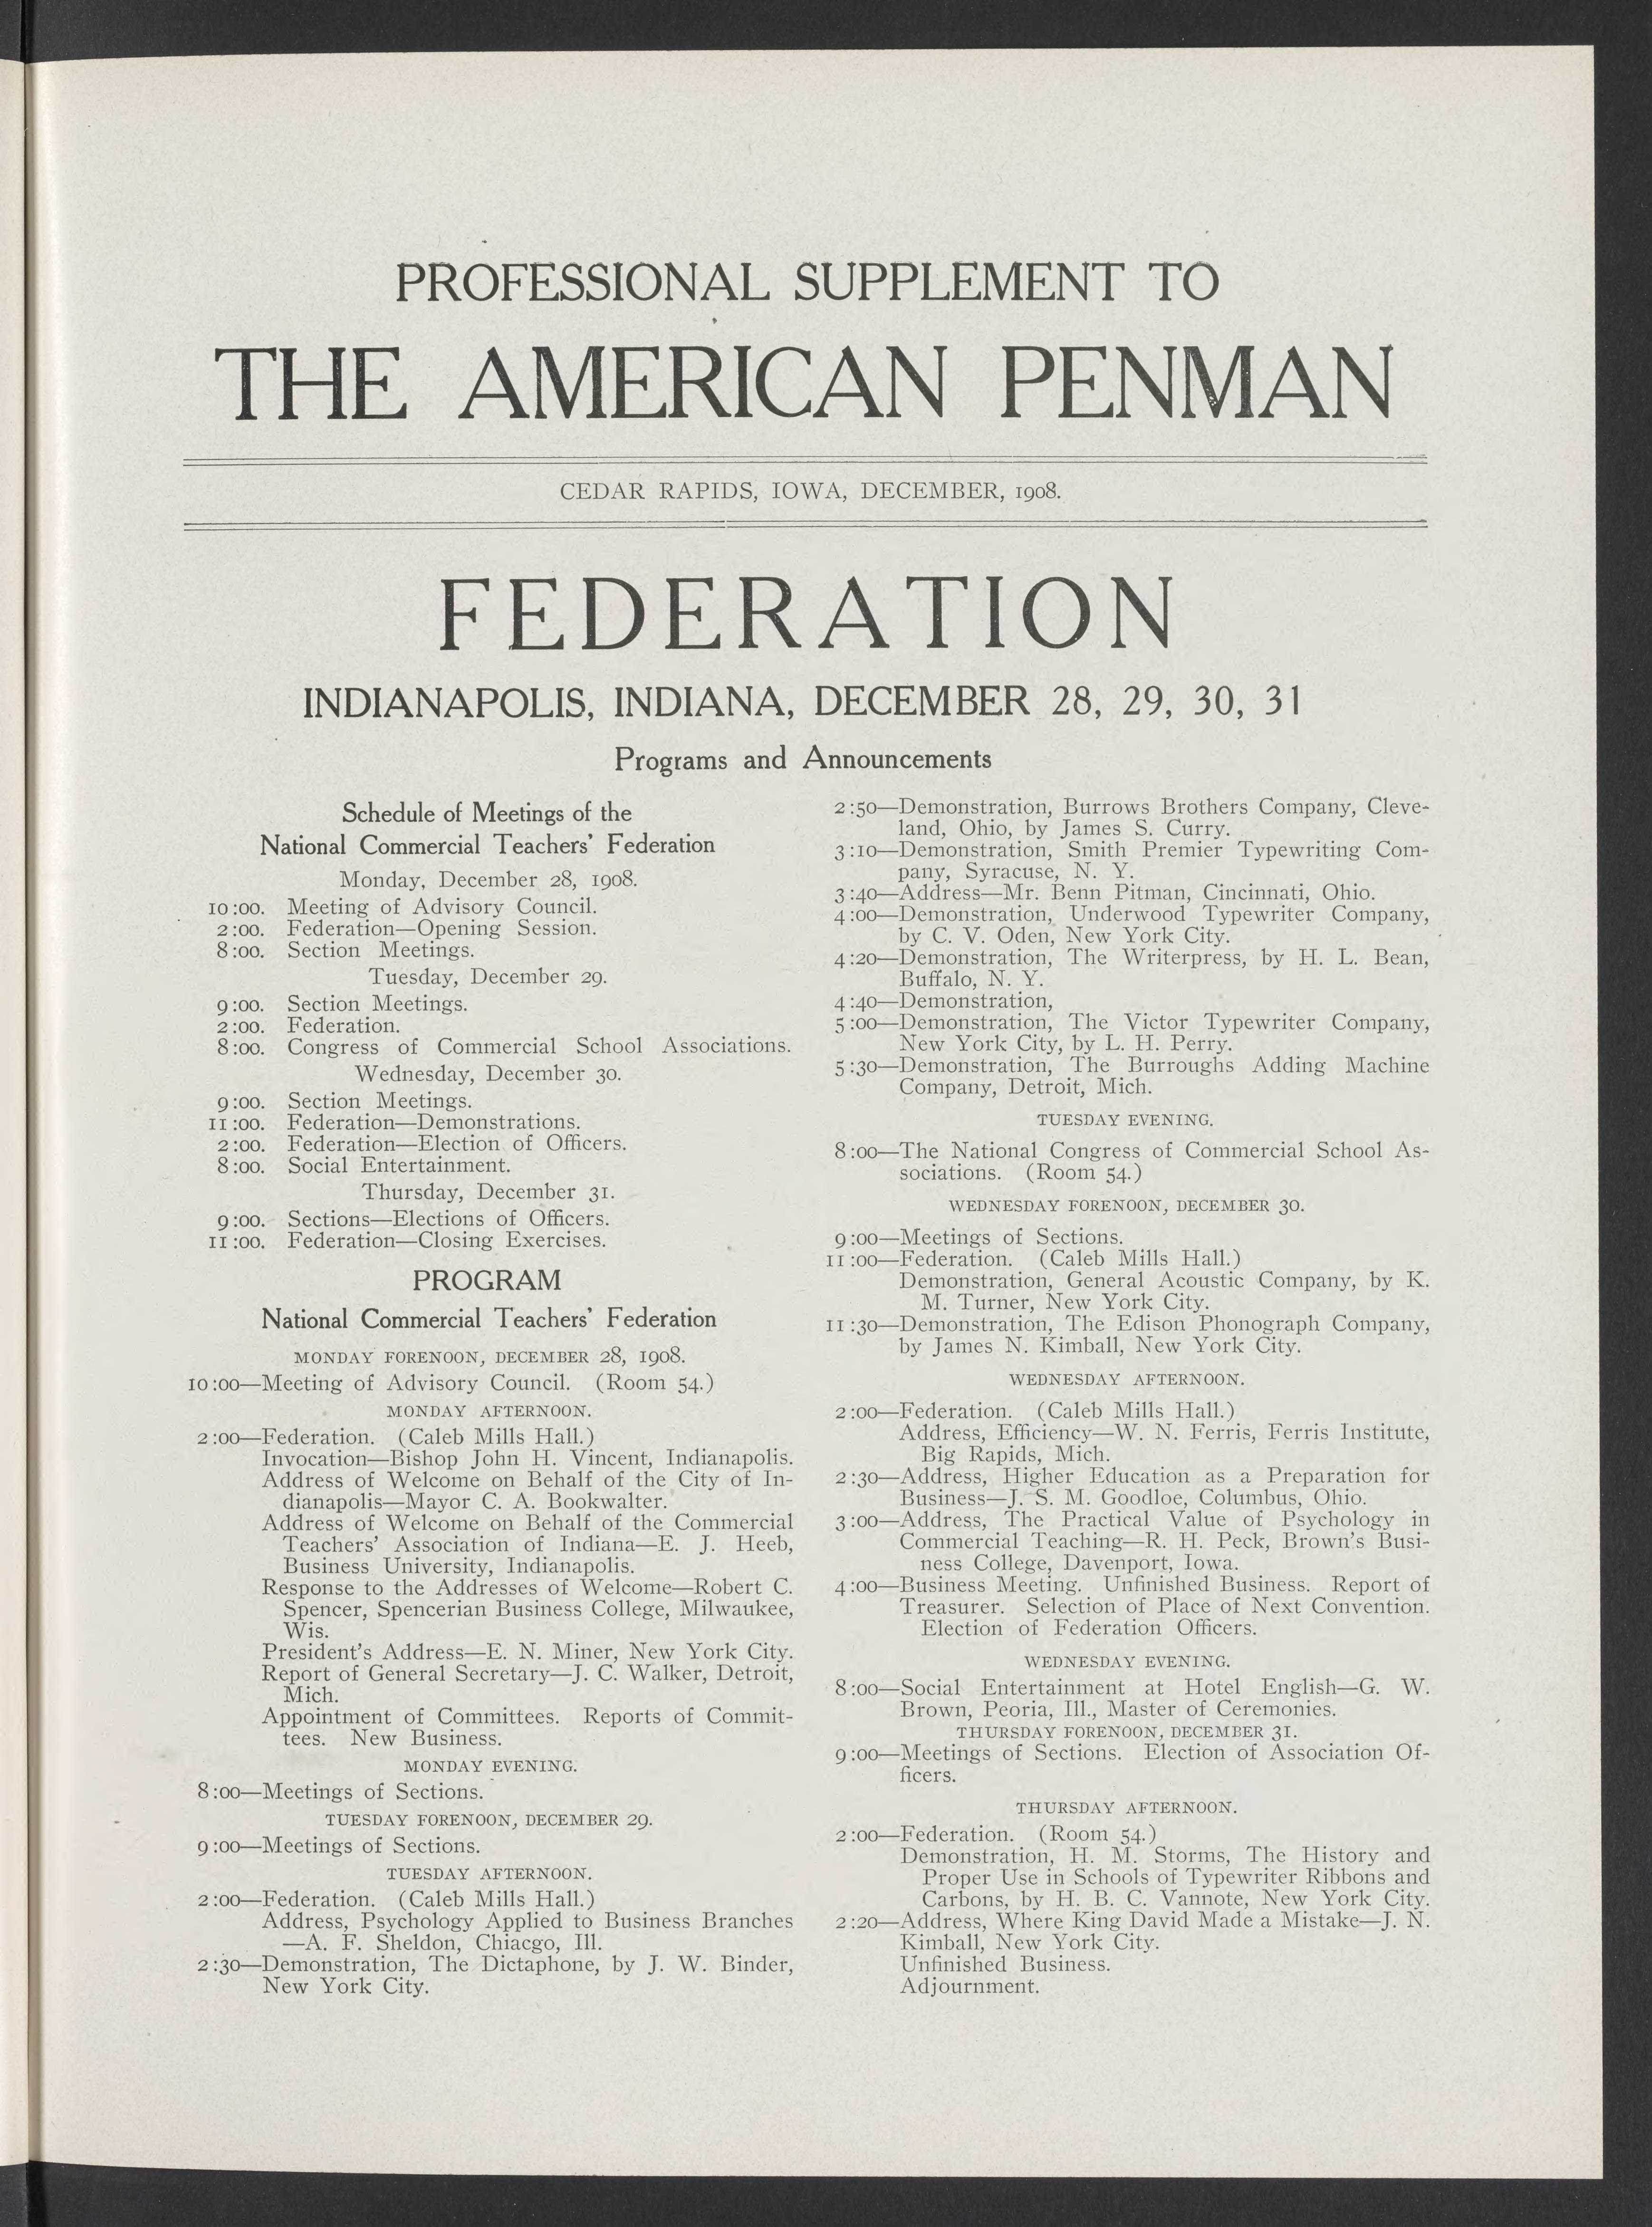 PROFESSIONAL SUPPLEMENT TO
THE AMERICAN PENMAN
CEDAR RAPIDS, IOWA, DECEMBER, 1908.
FEDERATION
INDIANAPOLIS, INDIANA, DECEMBER 28, 29, 30, 31
Programs and Announcements
Schedule of Meetings of the
National Commercial Teachers' Federation
Monday, December 28, 1908.
10:00. Meeting of Advisory Council.
2:00. Federation—Opening Session.
8:00. Section Meetings.
Tuesday, December 29.
9:00. Section Meetings.
2:00. Federation.
8:00. Congress of Commercial School Associations.
Wednesday, December 30.
9:00. Section Meetings.
11:00. Federation—Demonstrations.
2:00. Federation—Election of Officers.
8:00. Social Entertainment.
Thursday, December 31.
9:00. Sections—Elections of Officers.
11:00. Federation—Closing Exercises.
PROGRAM
National Commercial Teachers' Federation
MONDAY FORENOON, DECEMBER 28, 1908.
10:00—Meeting of Advisory Council. (Room 54.)
MONDAY AFTERNOON.
2:00—Federation. (Caleb Mills Hall.)
Invocation—Bishop John H. Vincent, Indianapolis.
Address of Welcome on Behalf of the City of In-
dianapolis—Mayor C. A. Bookwalter.
Address of Welcome on Behalf of the Commercial
Teachers' Association of Indiana—E. J. Heeb,
Business University, Indianapolis.
Response to the Addresses of Welcome—Robert C.
Spencer, Spencerian Business College, Milwaukee,
Wis.
President's Address—E. N. Miner, New York City.
Report of General Secretary—J. C. Walker, Detroit,
Mich.
Appointment of Committees. Reports of Commit-
tees. New Business.
MONDAY EVENING.
8:00—Meetings of Sections.
TUESDAY FORENOON, DECEMBER 29.
9:00—Meetings of Sections.
TUESDAY AFTERNOON.
2:00—Federation. (Caleb Mills Hall.)
Address, Psychology Applied to Business Branches
—A. F. Sheldon, Chiacgo, Ill.
2:30—Demonstration, The Dictaphone, by J. W. Binder,
New York City.
2:50—Demonstration, Burrows Brothers Company, Cleve-
land, Ohio, by James S. Curry.
3:10—Demonstration, Smith Premier Typewriting Com-
pany, Syracuse, N. Y.
3:40—Address—Mr. Benn Pitman, Cincinnati, Ohio.
4:00—Demonstration, Underwood Typewriter Company,
by C. V. Oden, New York City.
4:20—Demonstration, The Writerpress, by H. L. Bean,
Buffalo, N. Y.
4:40—Demonstration,
5:00—Demonstration, The Victor Typewriter Company,
New York City, by L. H. Perry.
5:30—Demonstration, The Burroughs Adding Machine
Company, Detroit, Mich.
TUESDAY EVENING.
8:00—The National Congress of Commercial School As-
sociations. (Room 54.)
WEDNESDAY FORENOON, DECEMBER 30.
9:00—Meetings of Sections.
11:00—Federation. (Caleb Mills Hall.)
Demonstration, General Acoustic Company, by K.
M. Turner, New York City.
11:30—Demonstration, The Edison Phonograph Company,
by James N. Kimball, New York City.
WEDNESDAY AFTERNOON.
2:00—Federation. (Caleb Mills Hall.)
Address, Efficiency—W. N. Ferris, Ferris Institute,
Big Rapids, Mich.
2:30—Address, Higher Education as a Preparation for
Business—J. S. M. Goodloe, Columbus, Ohio.
3:00—Address, The Practical Value of Psychology in
Commercial Teaching—R. H. Peck, Brown's Busi-
ness College, Davenport, Iowa.
4:00—Business Meeting. Unfinished Business. Report of
Treasurer. Selection of Place of Next Convention.
Election of Federation Officers.
WEDNESDAY EVENING.
8:00—Social Entertainment at Hotel English—G. W.
Brown, Peoria, Ill., Master of Ceremonies.
THURSDAY FORENOON, DECEMBER 31.
9:00—Meetings of Sections. Election of Association Of-
ficers.
THURSDAY AFTERNOON.
2:00—Federation. (Room 54.)
Demonstration, H. M. Storms, The History and
Proper Use in Schools of Typewriter Ribbons and
Carbons, by H. B. C. Vannote, New York City.
2:20—Address, Where King David Made a Mistake—J. N.
Kimball, New York City.
Unfinished Business.
Adjournment.